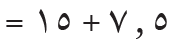 = ١٥ + ٧,٥